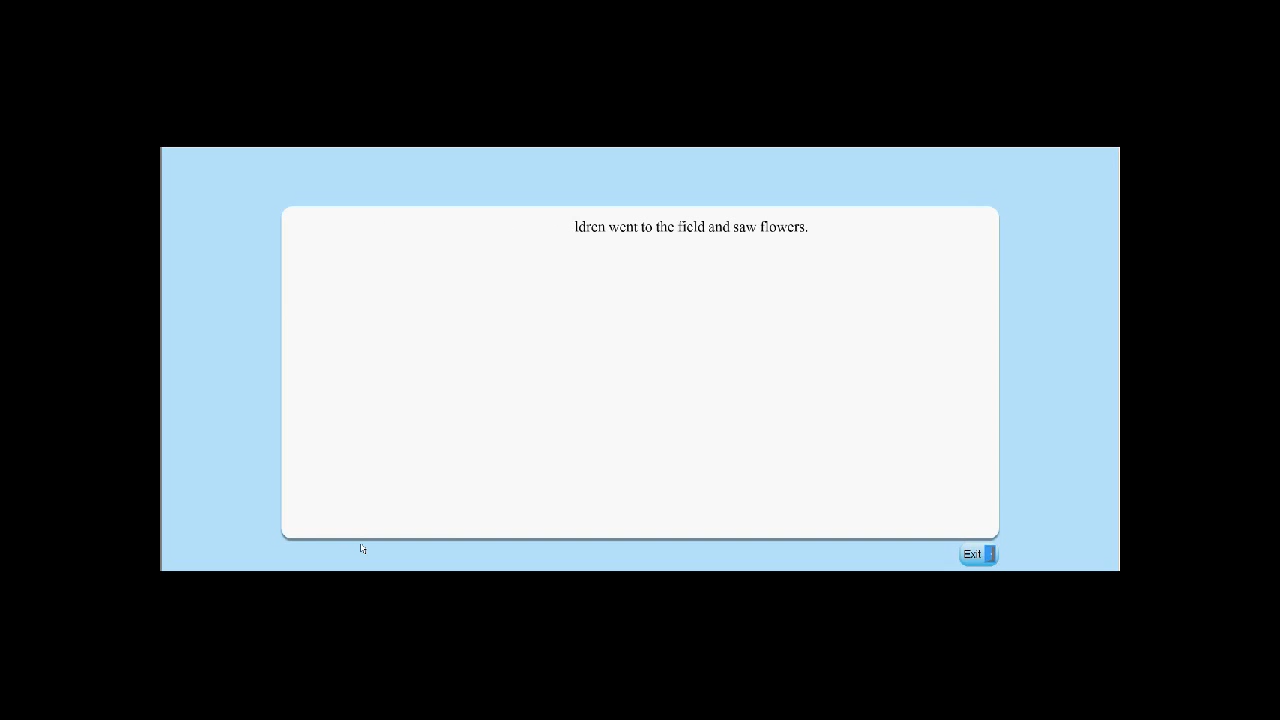 ldren went to the field and saw flowers.
Exit